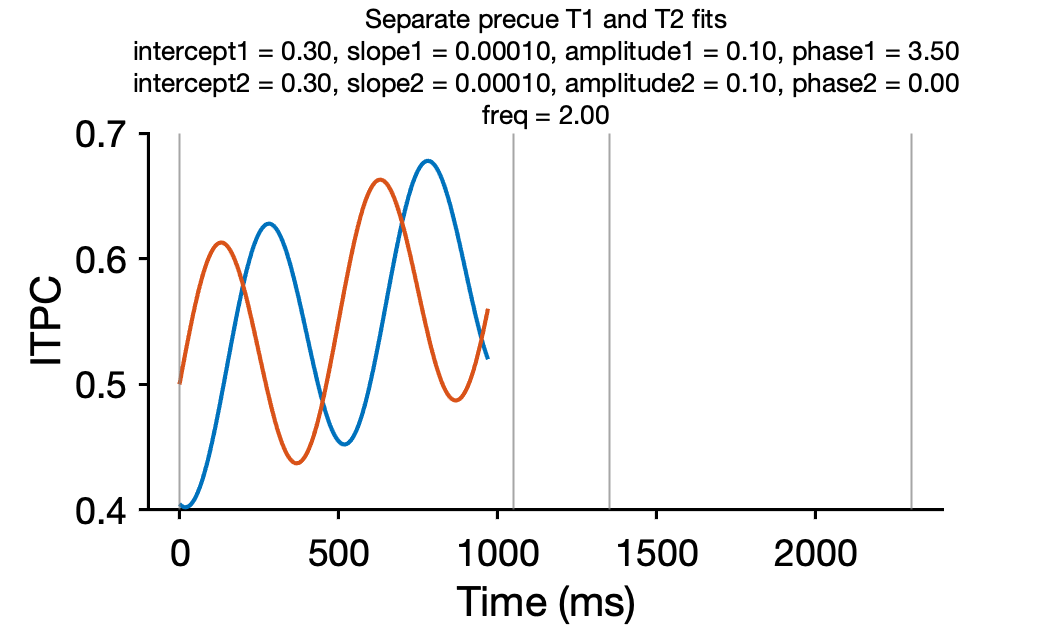 Separate precue T1 and T2 fits
intercept1 = 0.30, slope1 = 0.00010, amplitude1 = 0.10, phase1 = 3.50
intercept2 = 0.30, slope2 = 0.00010, amplitude2 = 0.10, phase2 = 0.00
freq = 2.00
0.7
0.6
0.5
0.4
ITPC
0 500 1000 1500 2000
Time (ms)